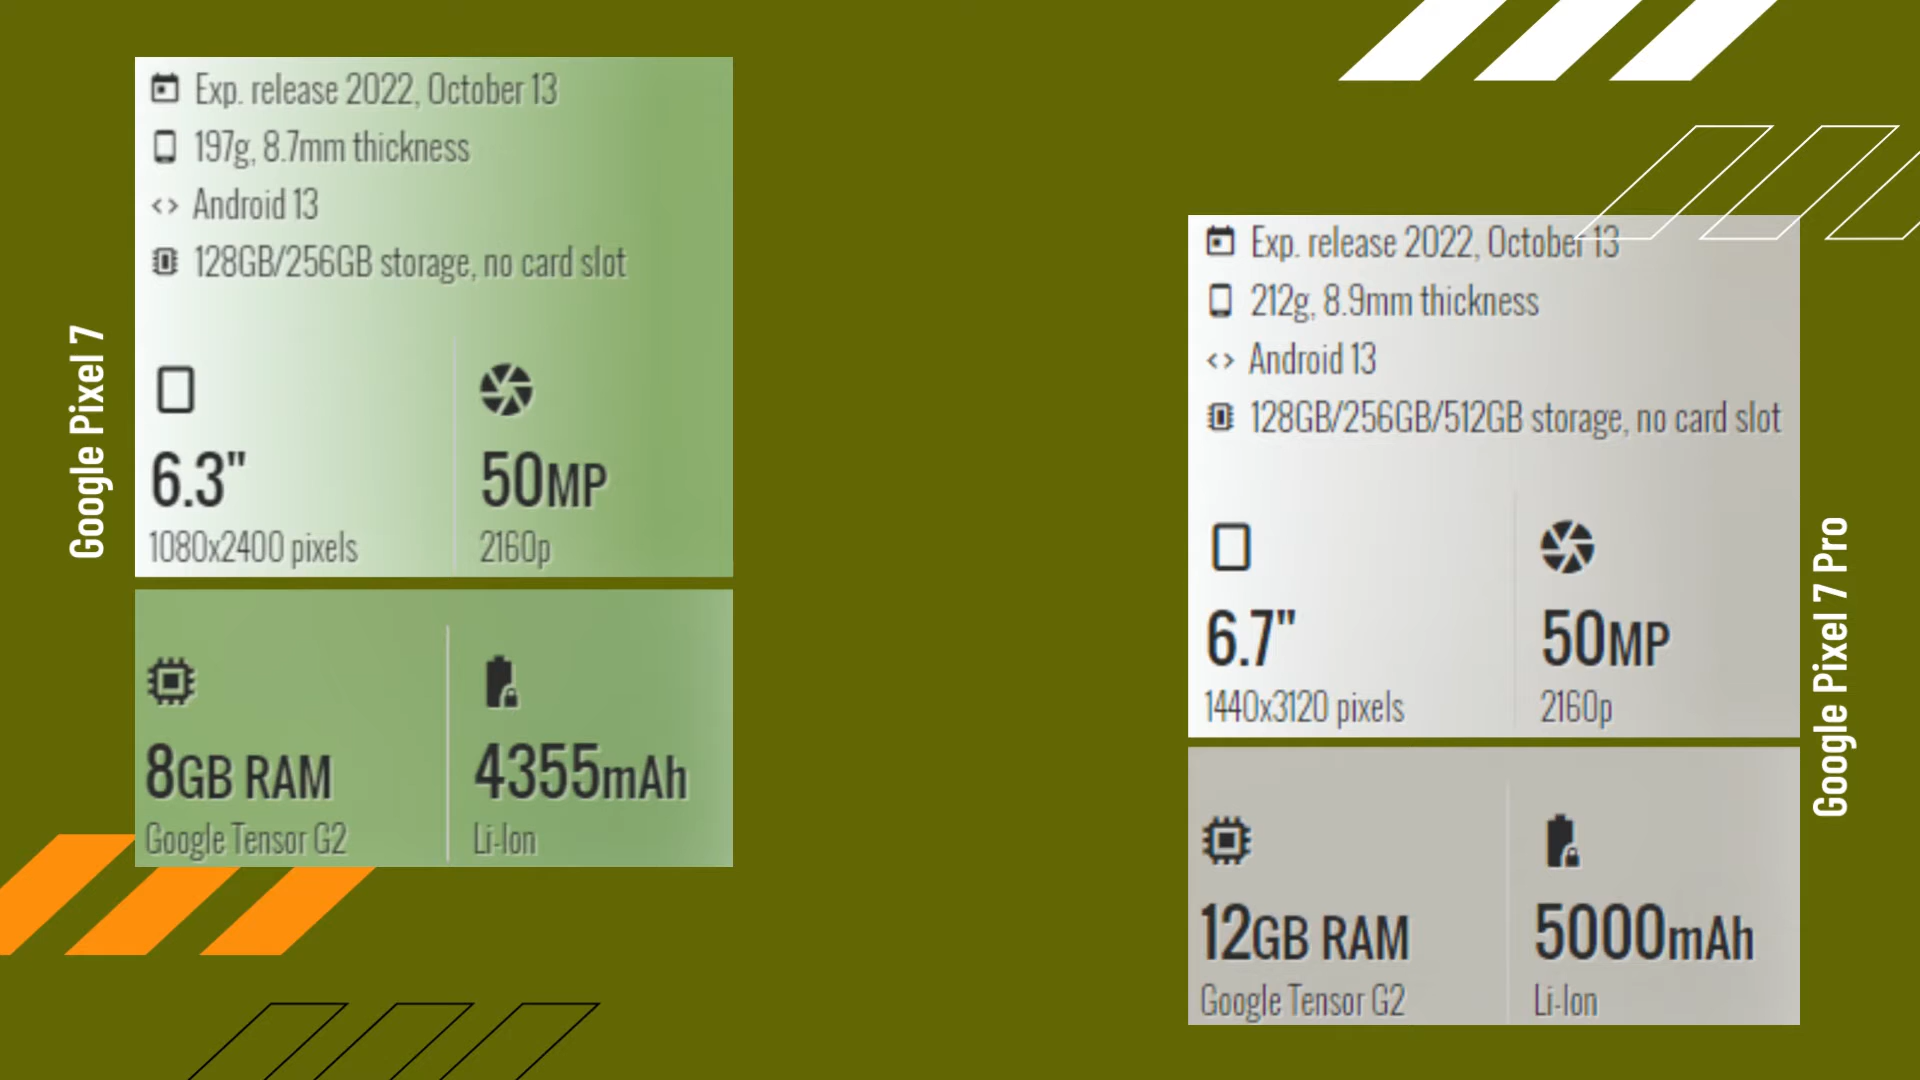 Google Pixel 7
Exp. release 2022, October 13
197g, 8.7mm thickness
Android 13
128GB/256GB storage, no card slot
6.3"
1080x2400 pixels
50MP
2160p
8GB RAM
Google Tensor G2
4355mAh
Li-Ion
Google Pixel 7 Pro
Exp. release 2022, October 13
212g, 8.9mm thickness
Android 13
128GB/256GB/512GB storage, no card slot
6.7"
1440x3120 pixels
50MP
2160p
12GB RAM
Google Tensor G2
5000mAh
Li-Ion